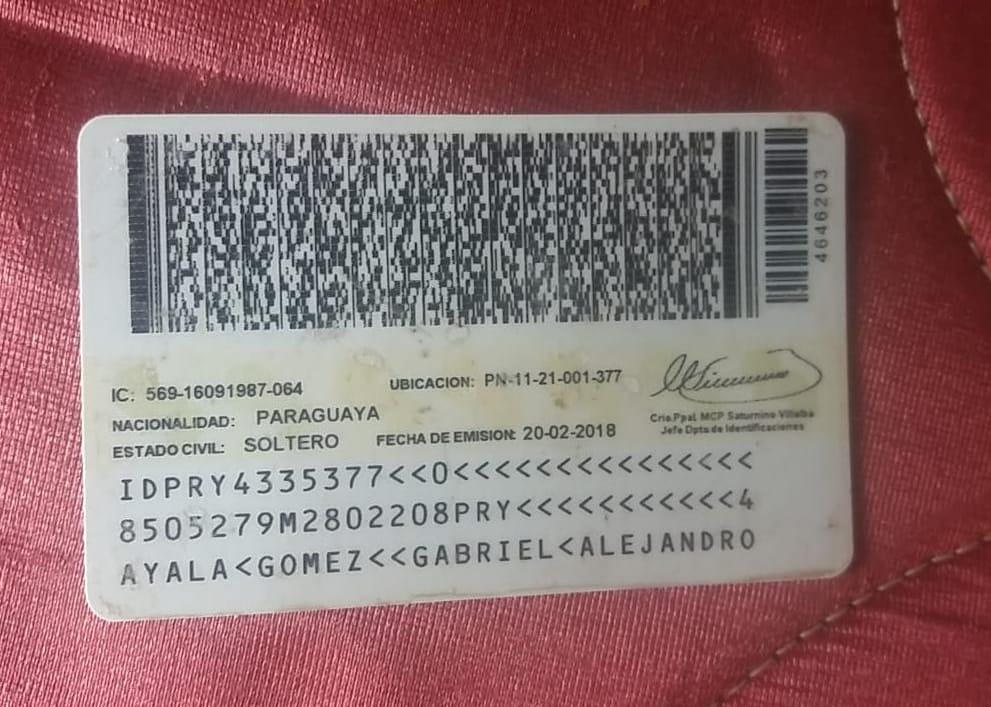 4646203
IC: 569-16091987-064 UBICACION: PN-11-21-001-377
NACIONALIDAD: PARAGUAYA
ESTADO CIVIL: SOLTERO FECHA DE EMISION: 20-02-2018
Crio.Ppal. MCP Saturnino Villalba
Jefe Dpto. de Identificaciones
IDPRY4335377<<0<<<<<<<<<<<<<<<
8505279M2802208PRY<<<<<<<<<<<4
AYALA<GOMEZ<<GABRIEL<ALEJANDRO